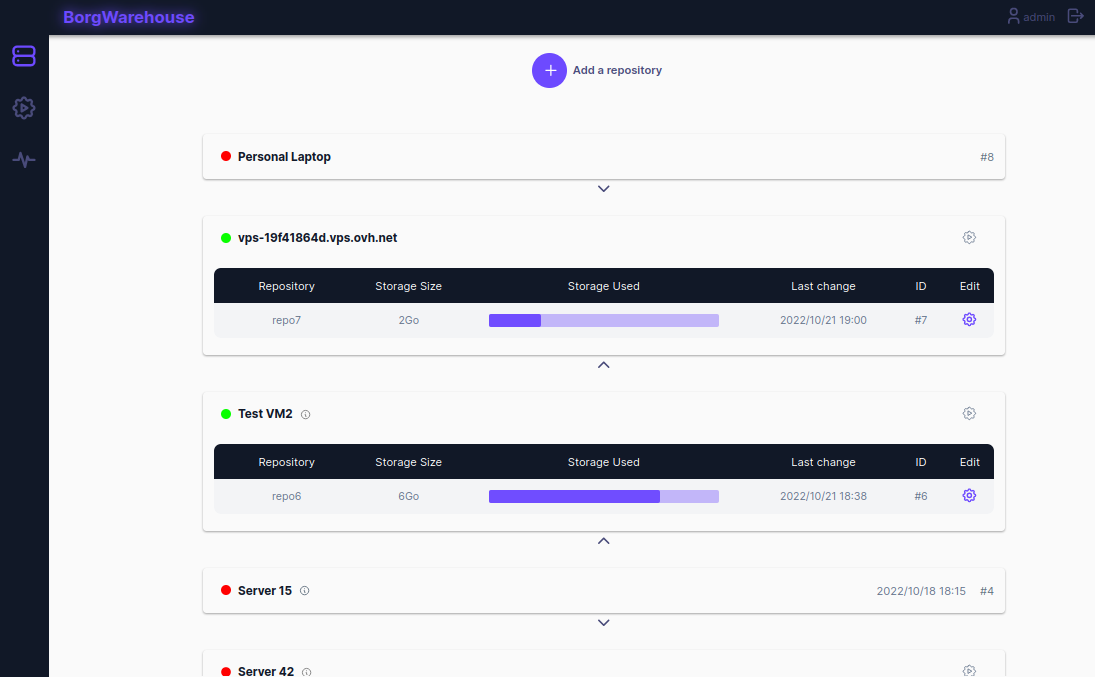 BorgWarehouse
admin
Add a repository
Personal Laptop #8
vps-19f41864d.vps.ovh.net
Repository Storage Size Storage Used Last change ID Edit
repo7 2Go 2022/10/21 19:00 #7
Test VM2
Repository Storage Size Storage Used Last change ID Edit
repo6 6Go 2022/10/21 18:38 #6
Server 15 2022/10/18 18:15 #4
Server 42